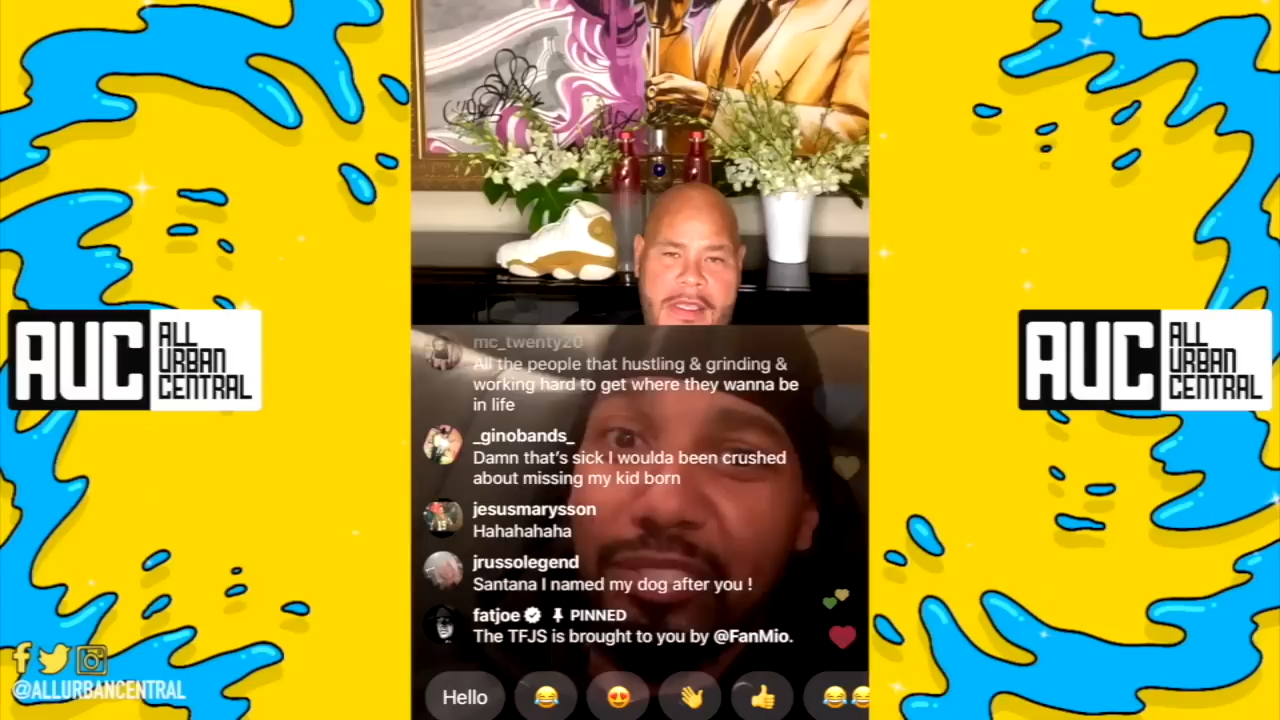 AUC ALL
URBAN
CENTRAL
mc_twenty20
All the people that hustling & grinding &
working hard to get where they wanna be
in life
_ginobands_
Damn that's sick I woulda been crushed
about missing my kid born
jesusmarysson
Hahahahaha
jrussolegend
Santana I named my dog after you !
fatjoe PINNED
The TFJS is brought to you by @FanMio.
Hello
AUC ALL
URBAN
CENTRAL
@ALLURBANCENTRAL